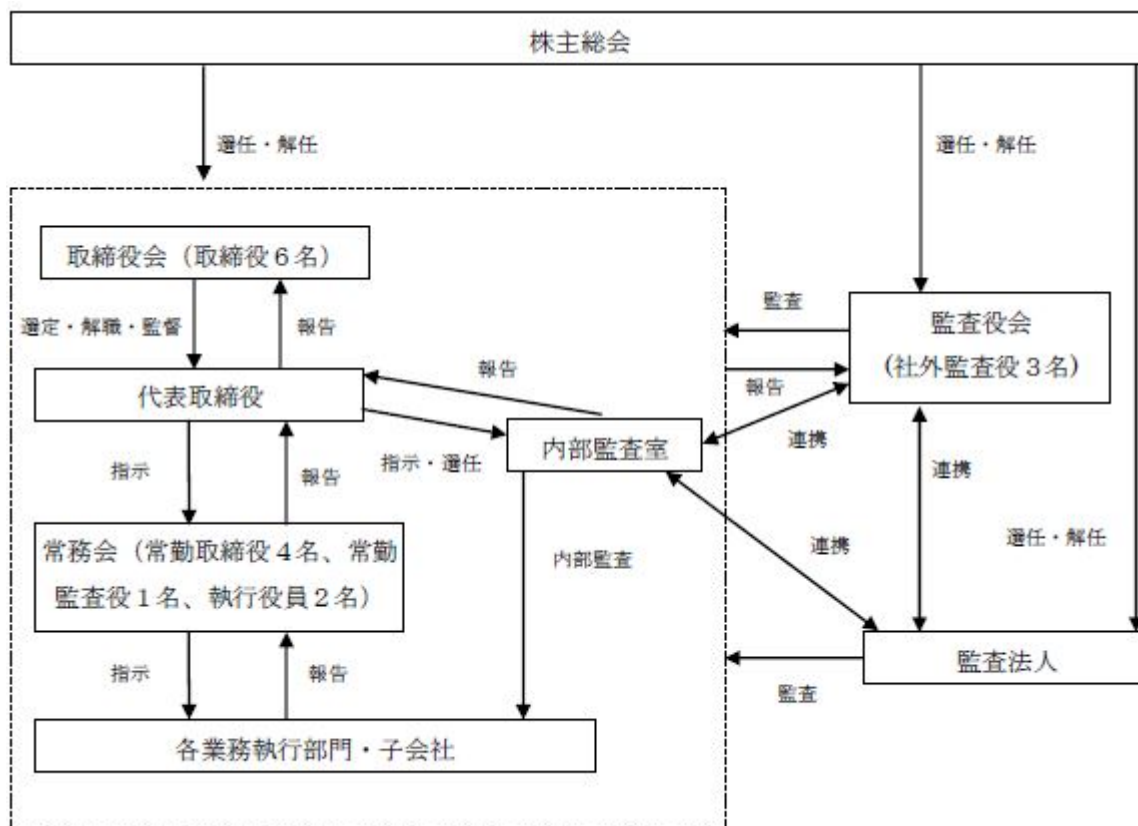 株主総会
選任・解任
選任・解任
取締役会（取締役６名）
選定・解職・監督
報告
監査
監査役会
(社外監査役３名)
報告
代表取締役
報告
連携
連携
指示・選任
内部監査室
指示
報告
内部監査
連携
選任・解任
常務会（常勤取締役４名、常勤
監査役１名、執行役員２名）
指示
報告
監査法人
監査
各業務執行部門・子会社